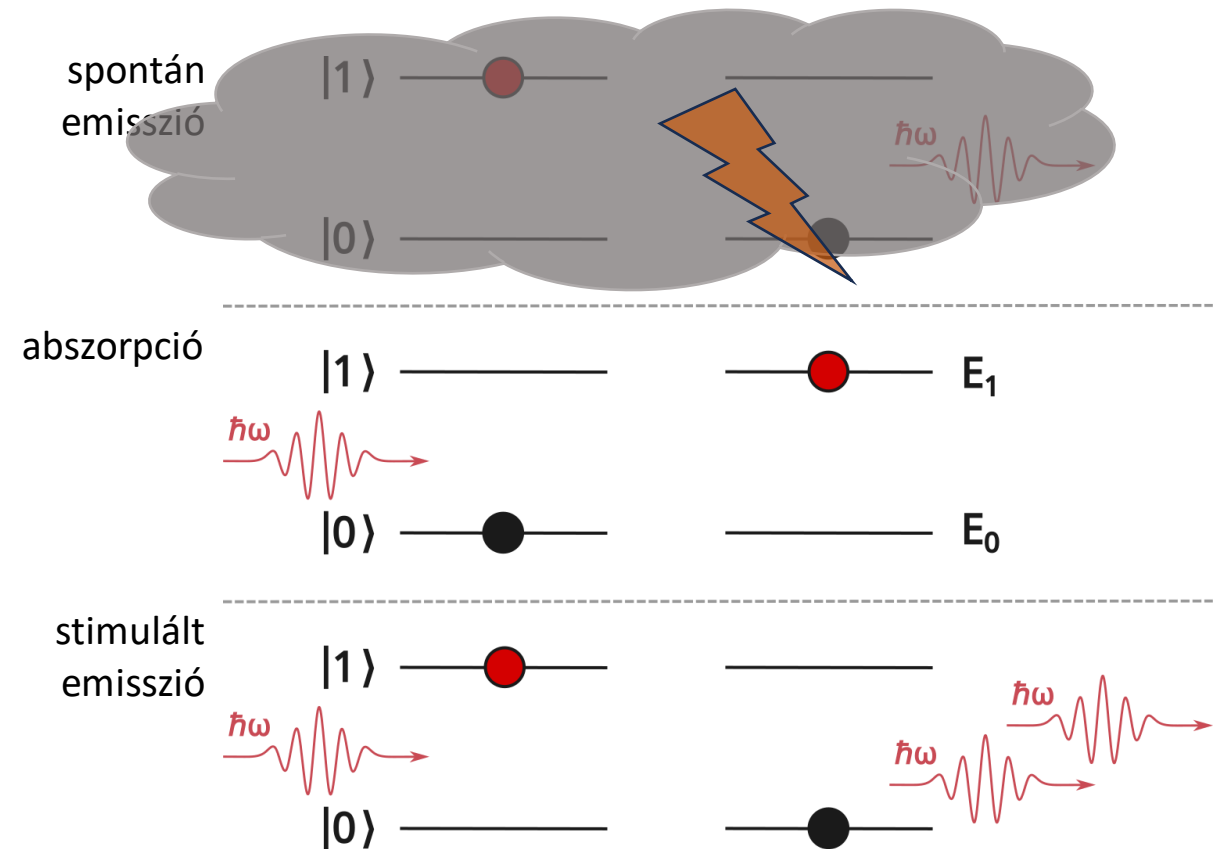 spontán
emisszió
|1⟩
ħω
|0⟩
abszorpció
|1⟩ E₁
ħω
|0⟩ E₀
stimulált
emisszió
|1⟩
ħω
ħω
ħω
|0⟩